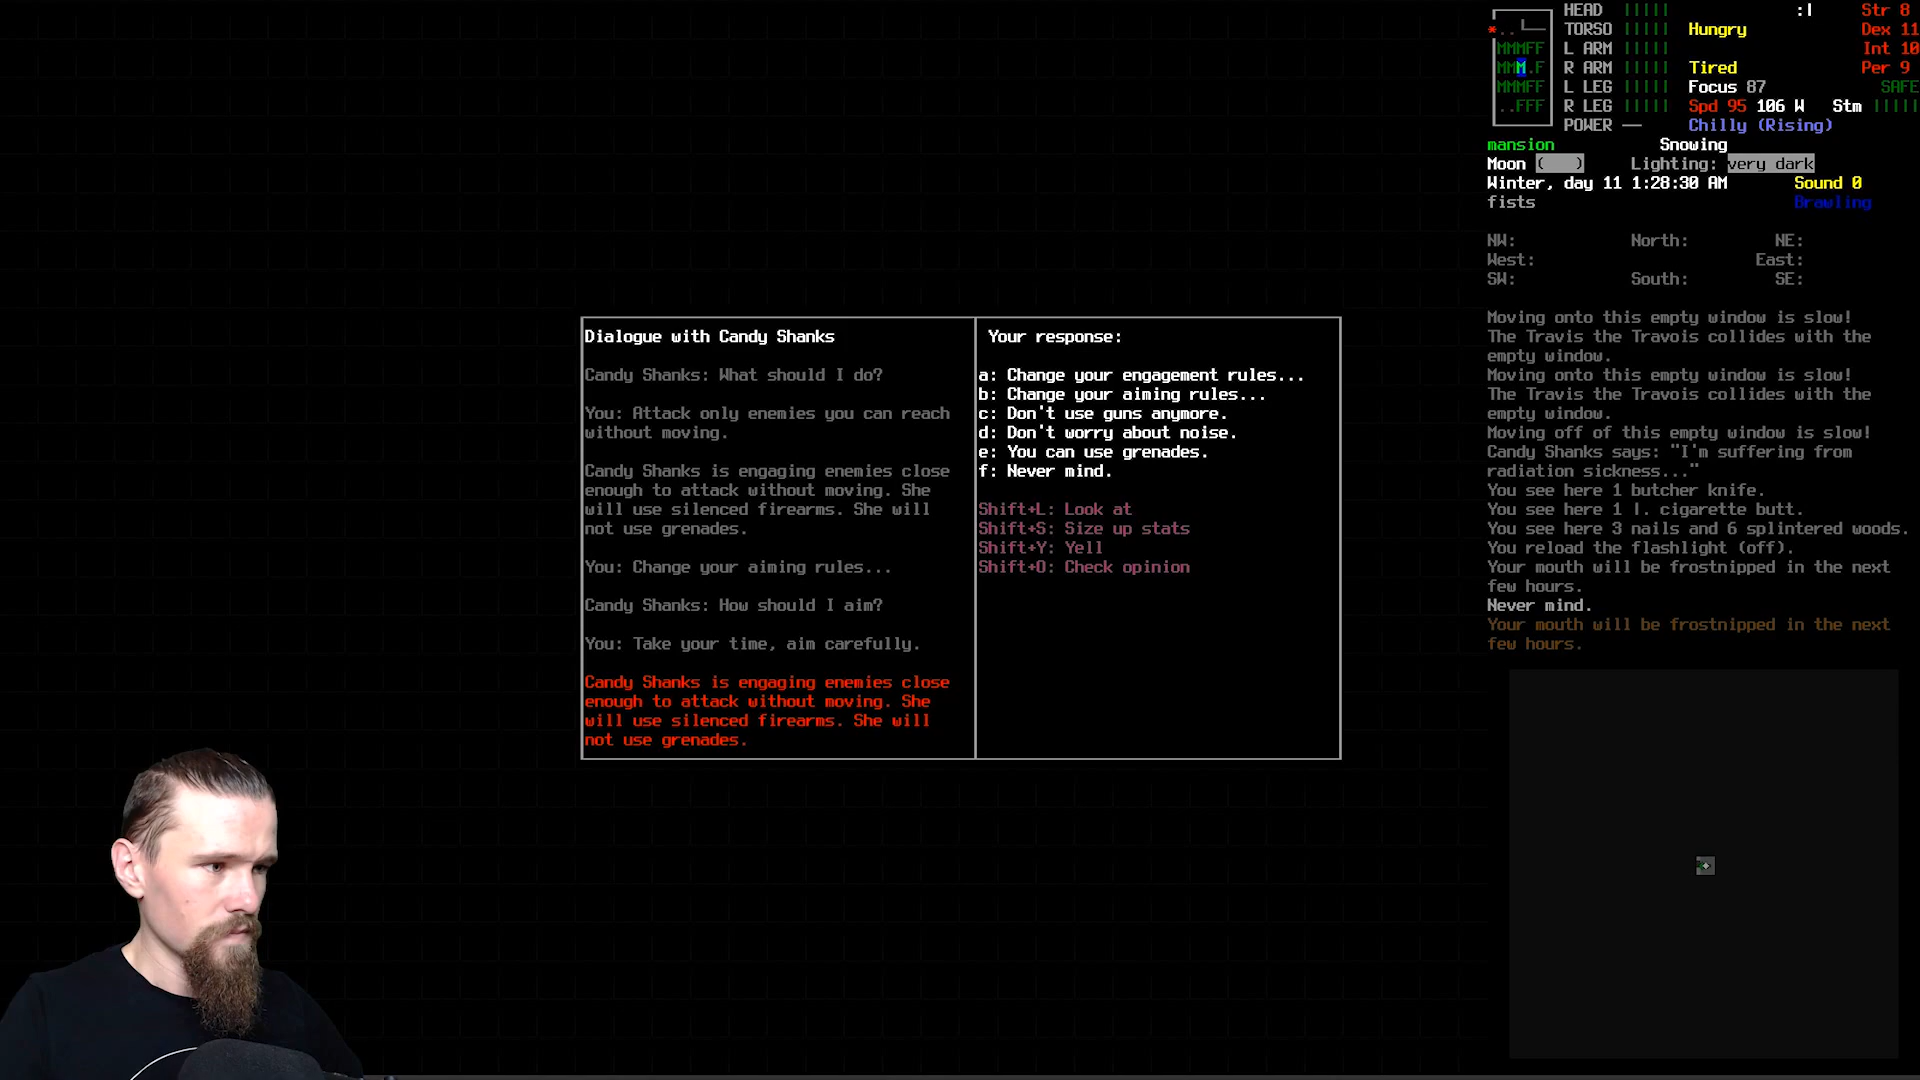 Dialogue with Candy Shanks
Candy Shanks: What should I do?
You: Attack only enemies you can reach
without moving.
Candy Shanks is engaging enemies close
enough to attack without moving. She
will use silenced firearms. She will
not use grenades.
You: Change your aiming rules...
Candy Shanks: How should I aim?
You: Take your time, aim carefully.
Candy Shanks is engaging enemies close
enough to attack without moving. She
will use silenced firearms. She will
not use grenades.
Your response:
a: Change your engagement rules...
b: Change your aiming rules...
c: Don't use guns anymore.
d: Don't worry about noise.
e: You can use grenades.
f: Never mind.
Shift+L: Look at
Shift+S: Size up stats
Shift+Y: Yell
Shift+O: Check opinion
*..
MMMFF
MMM.F
MMMFF
..FFF
HEAD ||||| :| Str 8
TORSO ||||| Hungry Dex 11
L ARM ||||| Int 10
R ARM ||||| Tired Per 9
L LEG ||||| Focus 87 SAFE
R LEG ||||| Spd 95 106 W Stm |||||
POWER -- Chilly (Rising)
mansion Snowing
Moon ( ) Lighting: very dark
Winter, day 11 1:28:30 AM Sound 0
fists Brawling
NW: North: NE:
West: East:
SW: South: SE:
Moving onto this empty window is slow!
The Travis the Travois collides with the
empty window.
Moving onto this empty window is slow!
The Travis the Travois collides with the
empty window.
Moving off of this empty window is slow!
Candy Shanks says: "I'm suffering from
radiation sickness..."
You see here 1 butcher knife.
You see here 1 l. cigarette butt.
You see here 3 nails and 6 splintered woods.
You reload the flashlight (off).
Your mouth will be frostnipped in the next
few hours.
Never mind.
Your mouth will be frostnipped in the next
few hours.